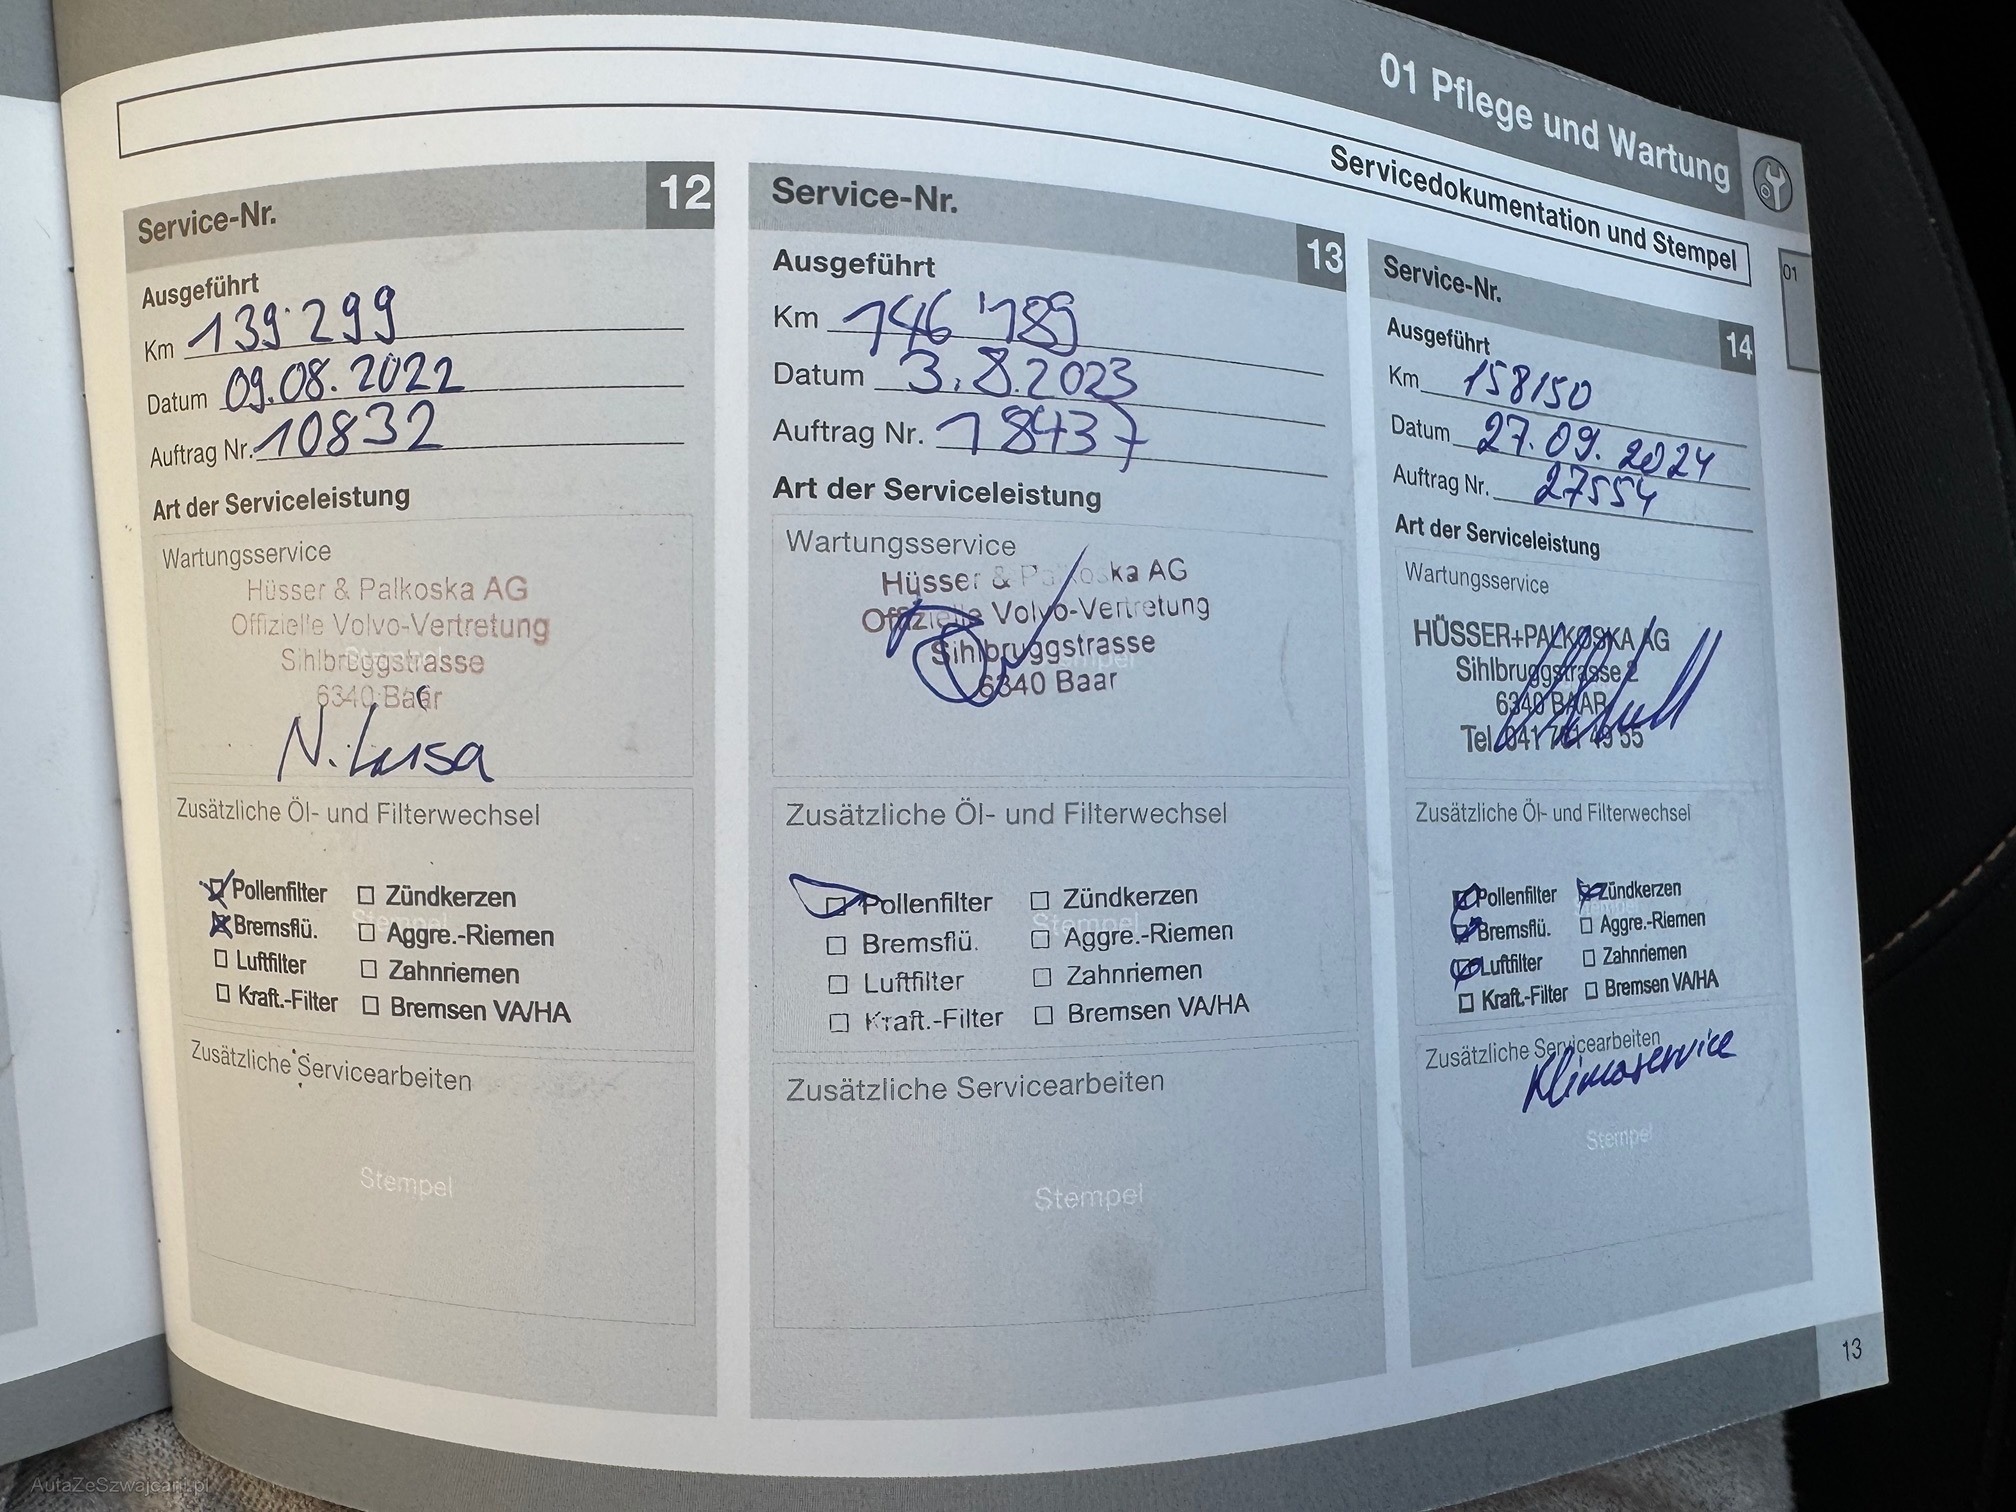 01 Pflege und Wartung
Servicedokumentation und Stempel
01
Service-Nr. 12
Ausgeführt
Km 139'299
Datum 09.08.2022
Auftrag Nr. 10832
Art der Serviceleistung
Wartungsservice
Hüsser & Palkoska AG
Offizielle Volvo-Vertretung
Sihlbruggstrasse
6340 Baar
Zusätzliche Öl- und Filterwechsel
Pollenfilter Zündkerzen
Bremsflü. Aggre.-Riemen
Luftfilter Zahnriemen
Kraft.-Filter Bremsen VA/HA
Stempel
Zusätzliche Servicearbeiten
Stempel
Service-Nr. 13
Ausgeführt
Km 146'189
Datum 3.8.2023
Auftrag Nr. 18437
Art der Serviceleistung
Wartungsservice
Hüsser & Palkoska AG
Offizielle Volvo-Vertretung
Sihlbruggstrasse
6340 Baar
Zusätzliche Öl- und Filterwechsel
Pollenfilter Zündkerzen
Stempel
Bremsflü. Aggre.-Riemen
Luftfilter Zahnriemen
Kraft.-Filter Bremsen VA/HA
Zusätzliche Servicearbeiten
Stempel
Service-Nr. 14
Ausgeführt
Km 158150
Datum 27.09.2024
Auftrag Nr. 27554
Art der Serviceleistung
Wartungsservice
HÜSSER+PALKOSKA AG
Sihlbruggstrasse 2
6340 BAAR
Tel.
Zusätzliche Öl- und Filterwechsel
Pollenfilter Zündkerzen
Bremsflü. Aggre.-Riemen
Luftfilter Zahnriemen
Kraft.-Filter Bremsen VA/HA
Zusätzliche Servicearbeiten
Klimaservice
Stempel
13
AutaZeSzwajcarii.pl